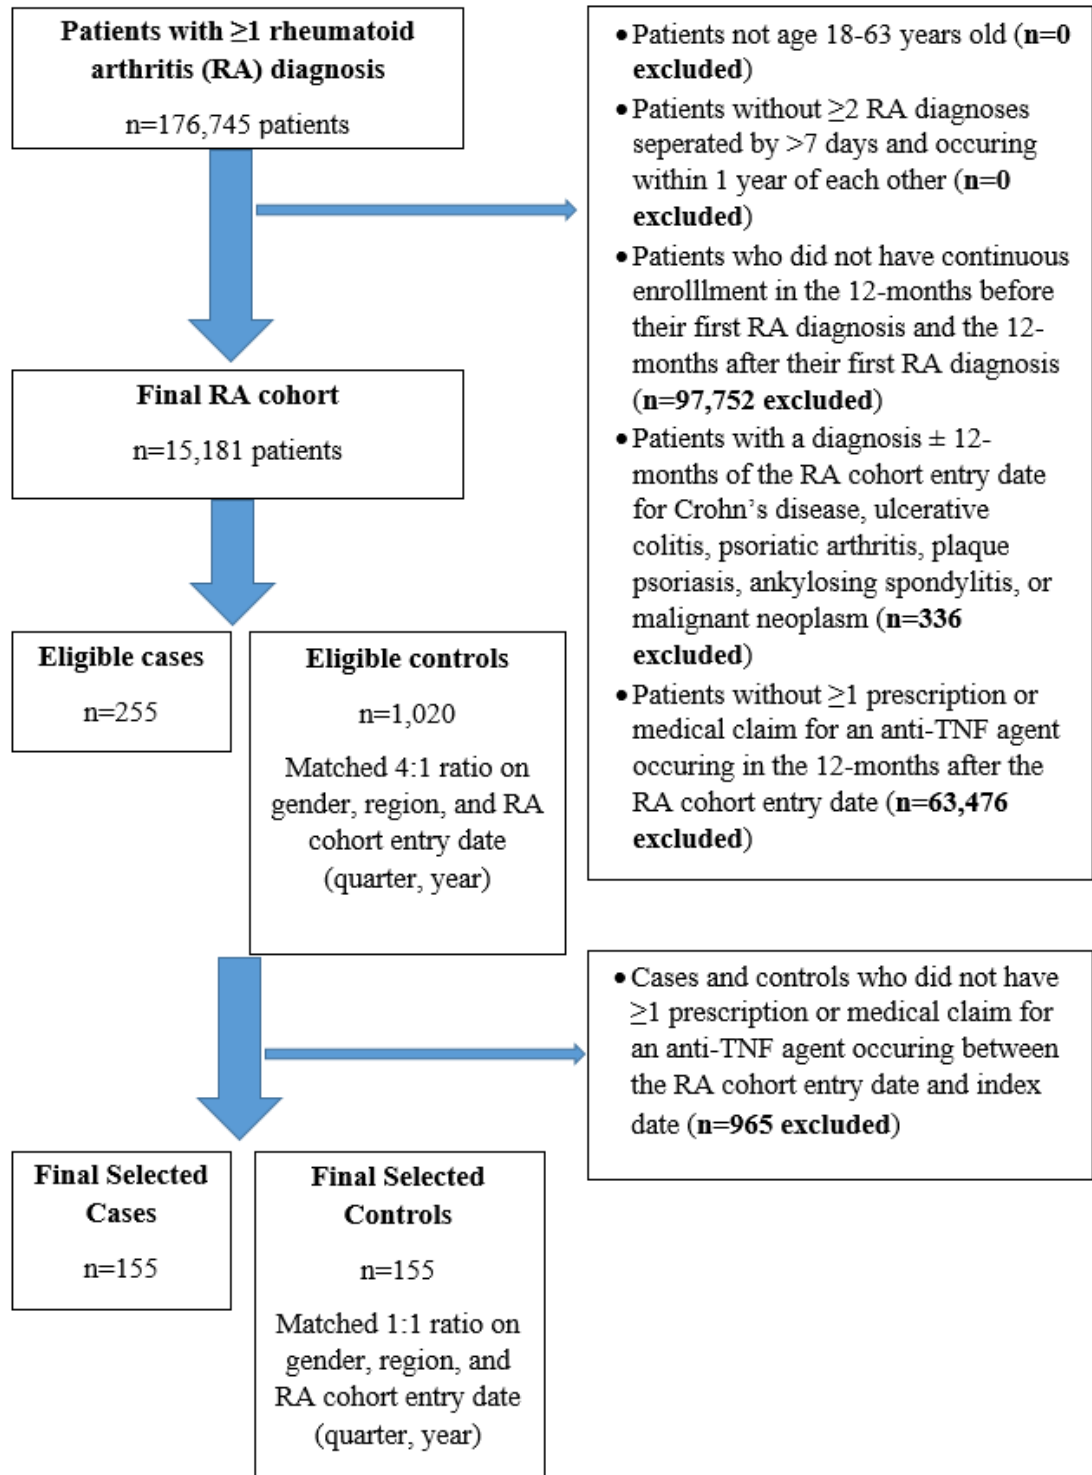 Patients with ≥1 rheumatoid
arthritis (RA) diagnosis
n=176,745 patients
• Patients not age 18-63 years old (n=0
excluded)
• Patients without ≥2 RA diagnoses
seperated by >7 days and occuring
within 1 year of each other (n=0
excluded)
• Patients who did not have continuous
enrolllment in the 12-months before
their first RA diagnosis and the 12-
months after their first RA diagnosis
(n=97,752 excluded)
• Patients with a diagnosis ± 12-
months of the RA cohort entry date
for Crohn’s disease, ulcerative
colitis, psoriatic arthritis, plaque
psoriasis, ankylosing spondylitis, or
malignant neoplasm (n=336
excluded)
• Patients without ≥1 prescription or
medical claim for an anti-TNF agent
occuring in the 12-months after the
RA cohort entry date (n=63,476
excluded)
Final RA cohort
n=15,181 patients
Eligible cases
n=255
Eligible controls
n=1,020
Matched 4:1 ratio on
gender, region, and RA
cohort entry date
(quarter, year)
• Cases and controls who did not have
≥1 prescription or medical claim for
an anti-TNF agent occuring between
the RA cohort entry date and index
date (n=965 excluded)
Final Selected
Cases
n=155
Final Selected
Controls
n=155
Matched 1:1 ratio on
gender, region, and
RA cohort entry date
(quarter, year)